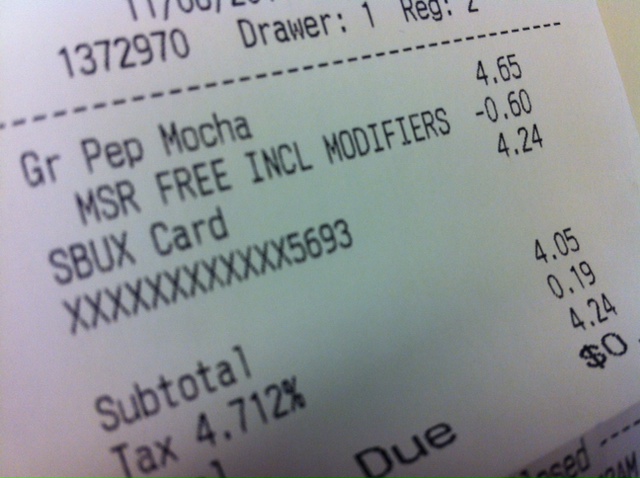 1372970 Drawer: 1 Reg: 2
Gr Pep Mocha 4.65
MSR FREE INCL MODIFIERS -0.60
SBUX Card 4.24
XXXXXXXXXXXX5693
Subtotal 4.05
Tax 4.712% 0.19
4.24
Due $0